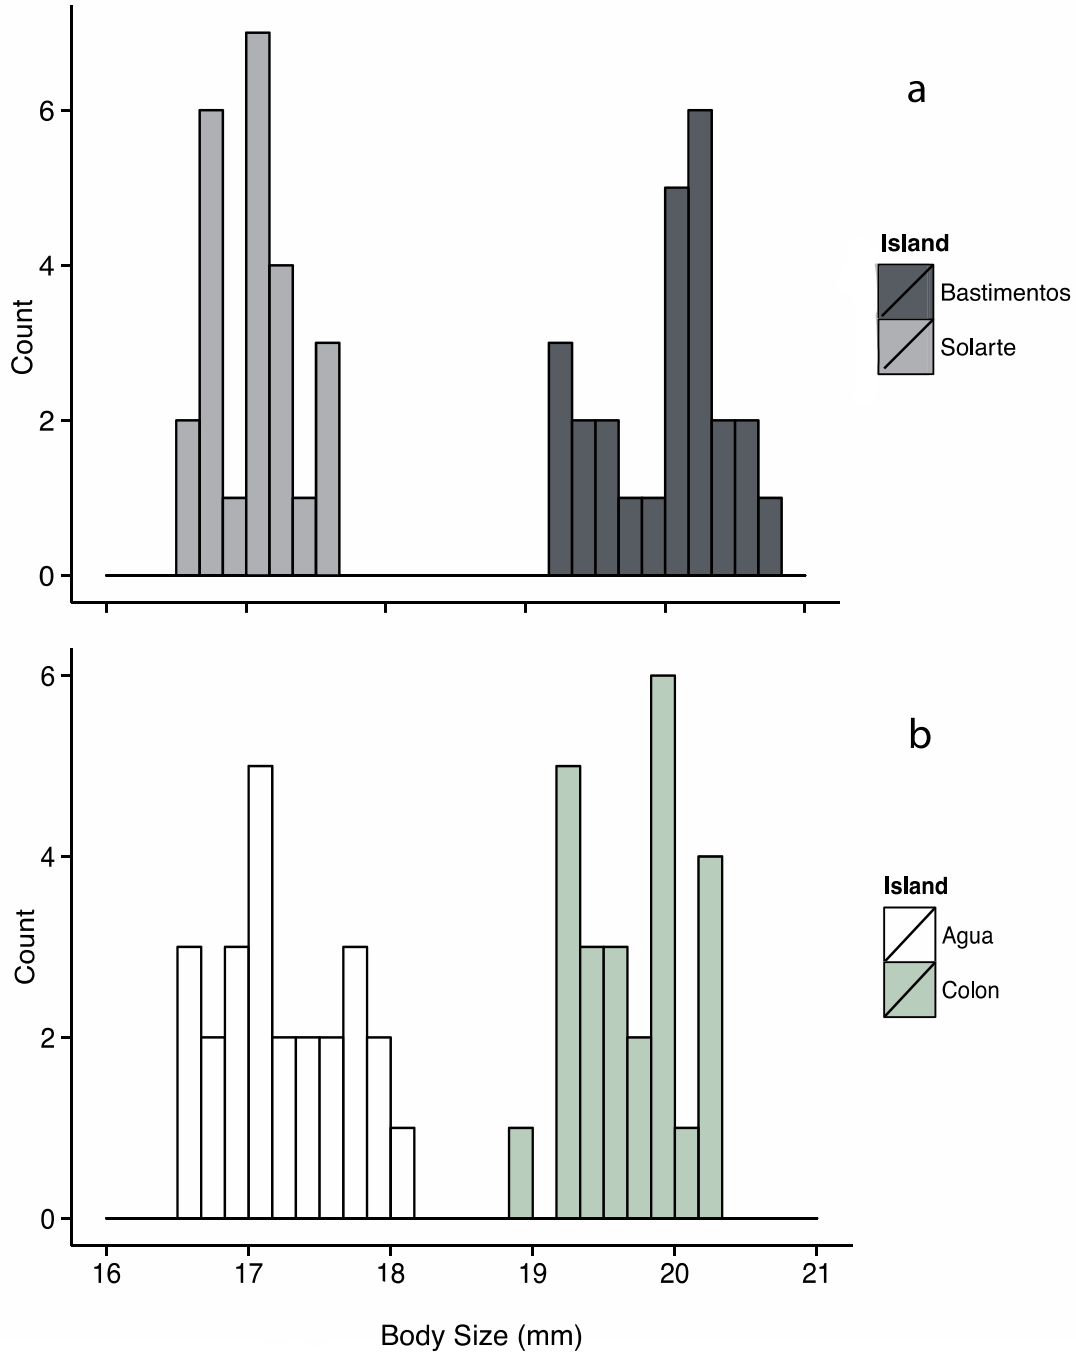 a
6
4
2
0
Count
Island
Bastimentos
Solarte
b
6
4
2
0
Count
Island
Agua
Colon
16 17 18 19 20 21
Body Size (mm)